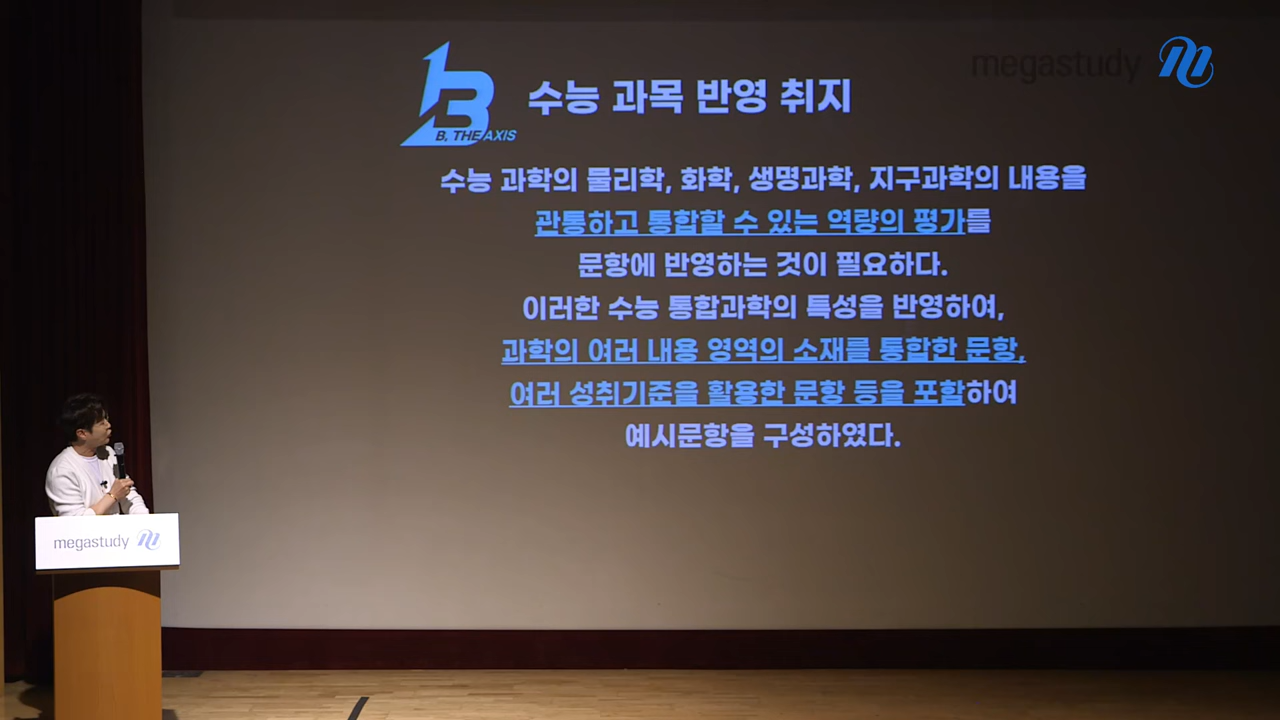 megastudy
B, THE AXIS
수능 과목 반영 취지
수능 과학의 물리학, 화학, 생명과학, 지구과학의 내용을
관통하고 통합할 수 있는 역량의 평가를
문항에 반영하는 것이 필요하다.
이러한 수능 통합과학의 특성을 반영하여,
과학의 여러 내용 영역의 소재를 통합한 문항,
여러 성취기준을 활용한 문항 등을 포함하여
예시문항을 구성하였다.
megastudy